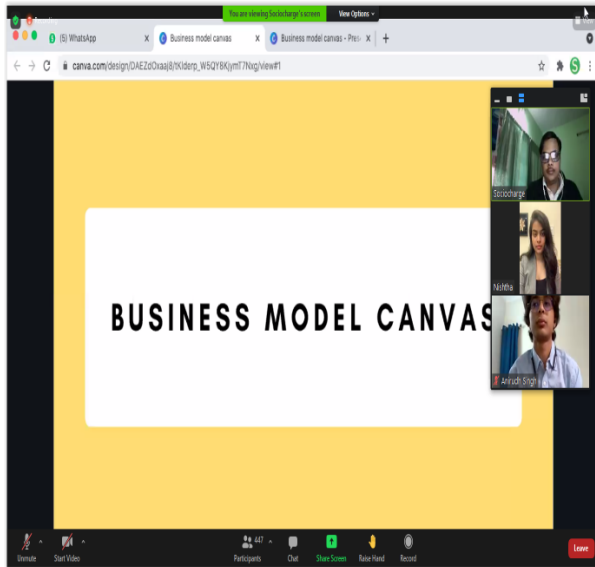 You are viewing Sociocharge's screen View Options
(5) WhatsApp
Business model canvas
Business model canvas - Pres
canva.com/design/DAEZdOxaaj8/tKlderp_W5QY8KjymT7Nxg/view#1
BUSINESS MODEL CANVAS
Sociocharge
Nishtha
Anirudh Singh
Unmute
Start Video
447
Participants
Chat
Share Screen
Raise Hand
Record
Leave